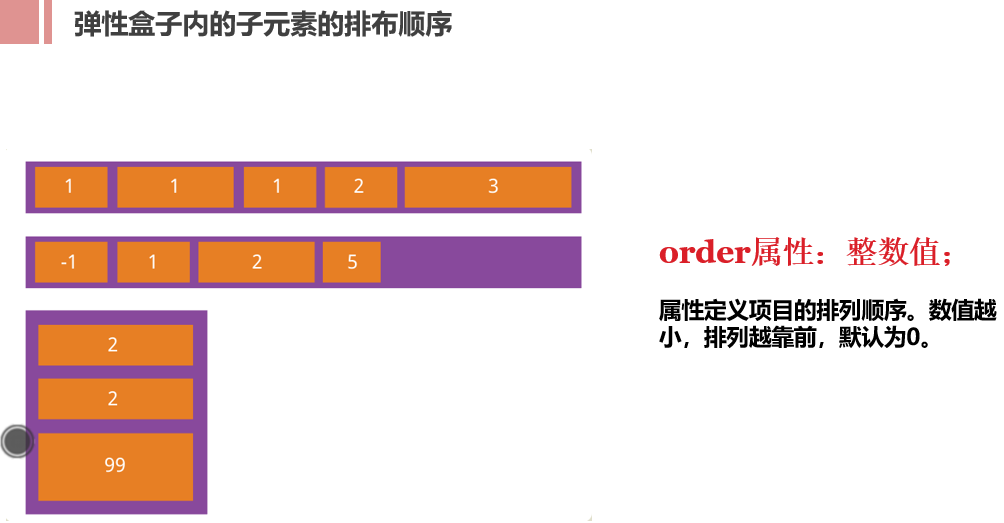 弹性盒子内的子元素的排布顺序
1 1 1 2 3
-1 1 2 5
2
2
99
order属性：整数值；
属性定义项目的排列顺序。数值越
小，排列越靠前，默认为0。